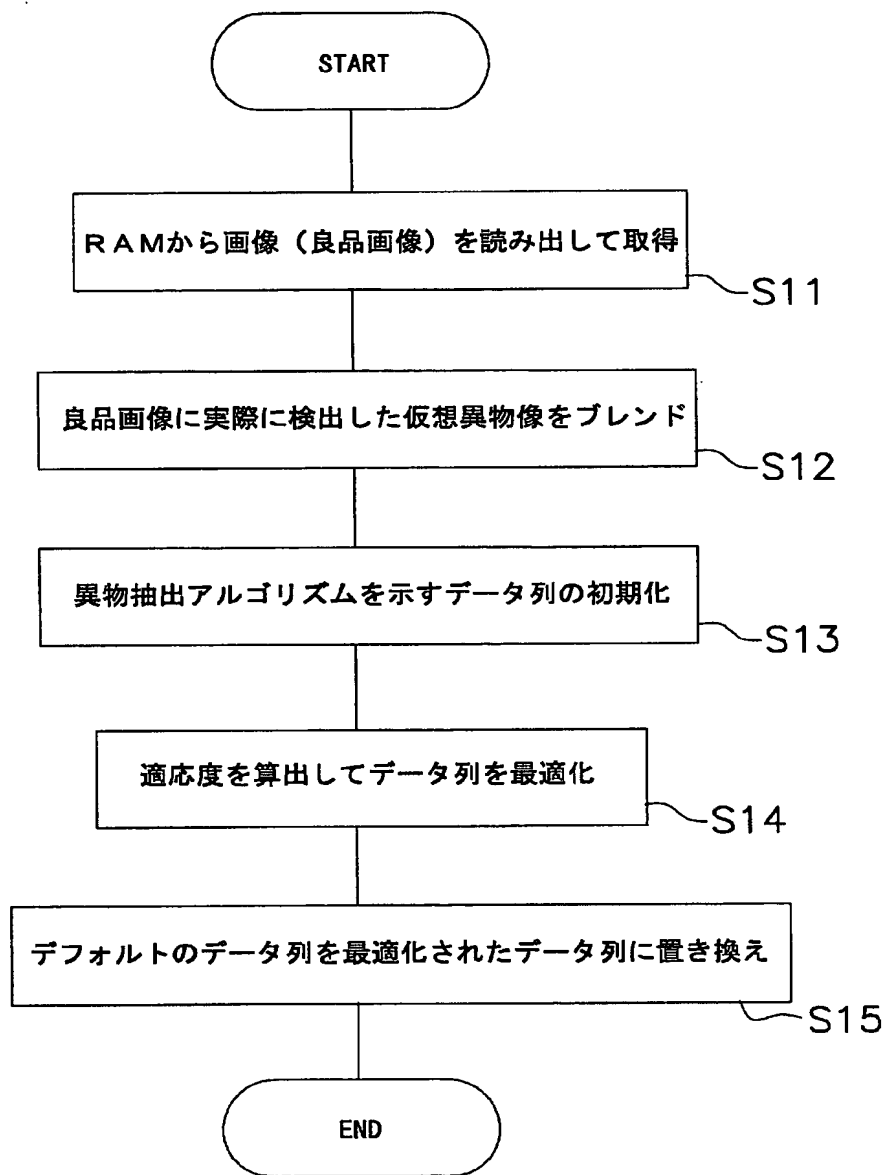 START
RAMから画像（良品画像）を読み出して取得
S11
良品画像に実際に検出した仮想異物像をブレンド
S12
異物抽出アルゴリズムを示すデータ列の初期化
S13
適応度を算出してデータ列を最適化
S14
デフォルトのデータ列を最適化されたデータ列に置き換え
S15
END